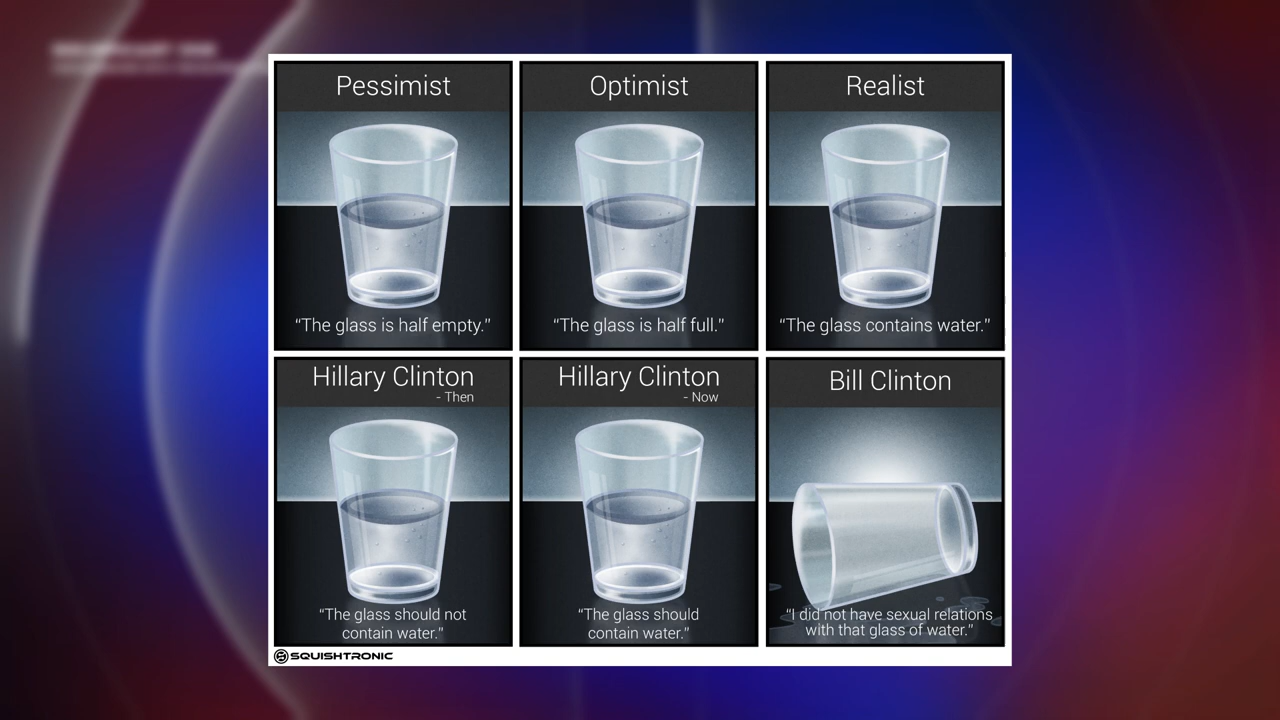 Pessimist
"The glass is half empty."
Optimist
"The glass is half full."
Realist
"The glass contains water."
Hillary Clinton
- Then
"The glass should not
contain water."
Hillary Clinton
- Now
"The glass should
contain water."
Bill Clinton
"I did not have sexual relations
with that glass of water."
SQUISHTRONIC